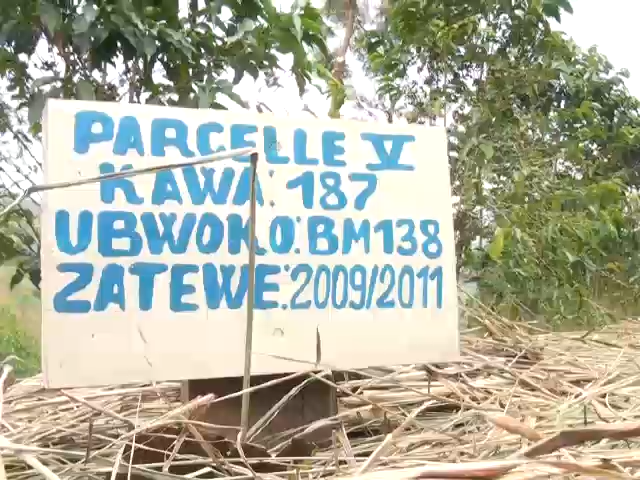 PARCELLE V
KAWA: 187
UBWOKO: BM138
ZATEWE: 2009/2011